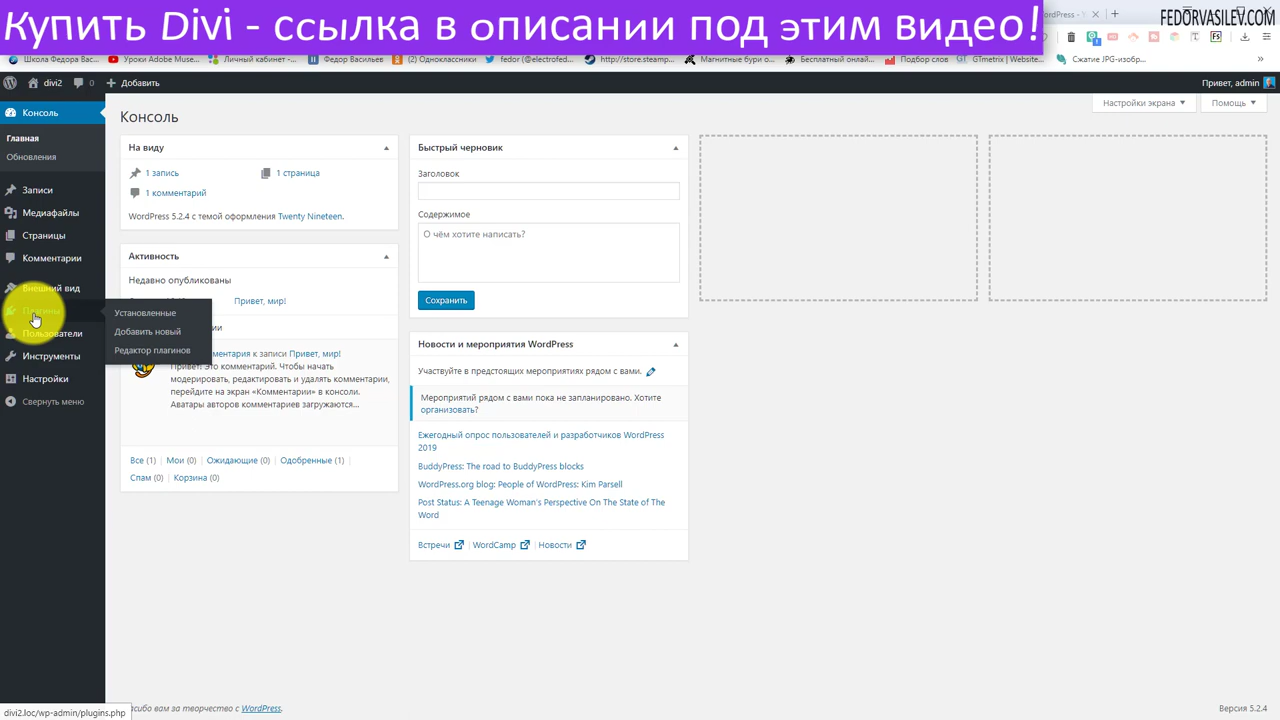 Купить Divi - ссылка в описании под этим видео!
FEDORVASILEV.COM
WordPress -
Школа Федора Вас...
Уроки Adobe Muse...
Личный кабинет -...
Федор Васильев
(2) Одноклассники
fedor (@electrofed...
http://store.steamp...
Магнитные бури о...
Бесплатный онлай...
Подбор слов
GTmetrix | Website...
Сжатие JPG-изобр...
divi2
0
Добавить
Привет, admin
Консоль
Главная
Обновления
Записи
Медиафайлы
Страницы
Комментарии
Внешний вид
Плагины
Пользователи
Инструменты
Настройки
Свернуть меню
Установленные
Добавить новый
Редактор плагинов
Консоль
Настройки экрана
Помощь
На виду
1 запись
1 страница
1 комментарий
WordPress 5.2.4 с темой оформления Twenty Nineteen.
Активность
Недавно опубликованы
Привет, мир!
к записи Привет, мир!
Привет! Это комментарий. Чтобы начать
модерировать, редактировать и удалять комментарии,
перейдите на экран «Комментарии» в консоли.
Аватары авторов комментариев загружаются...
Все (1) | Мои (0) | Ожидающие (0) | Одобренные (1) |
Спам (0) | Корзина (0)
Быстрый черновик
Заголовок
Содержимое
О чём хотите написать?
Сохранить
Новости и мероприятия WordPress
Участвуйте в предстоящих мероприятиях рядом с вами.
Мероприятий рядом с вами пока не запланировано. Хотите
организовать?
Ежегодный опрос пользователей и разработчиков WordPress
2019
BuddyPress: The road to BuddyPress blocks
WordPress.org blog: People of WordPress: Kim Parsell
Post Status: A Teenage Woman's Perspective On The State of The
Word
Встречи | WordCamp | Новости
divi2.loc/wp-admin/plugins.php
сибо вам за творчество с WordPress.
Версия 5.2.4